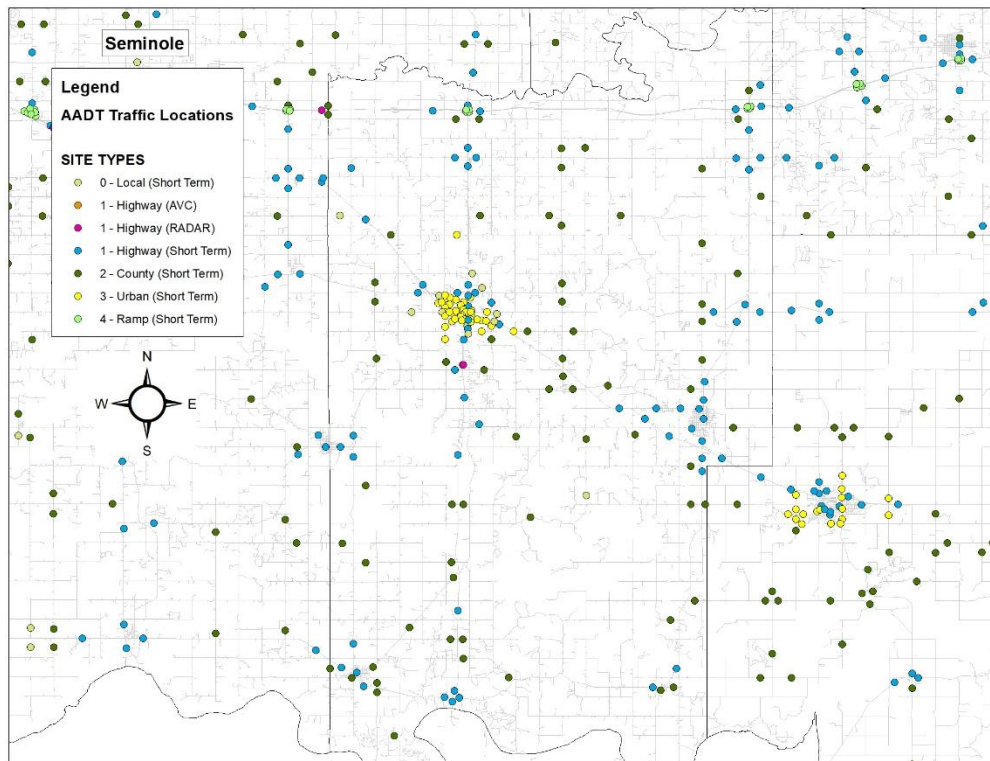 Seminole
Legend
AADT Traffic Locations
SITE TYPES
0 - Local (Short Term)
1 - Highway (AVC)
1 - Highway (RADAR)
1 - Highway (Short Term)
2 - County (Short Term)
3 - Urban (Short Term)
4 - Ramp (Short Term)
N
W E
S